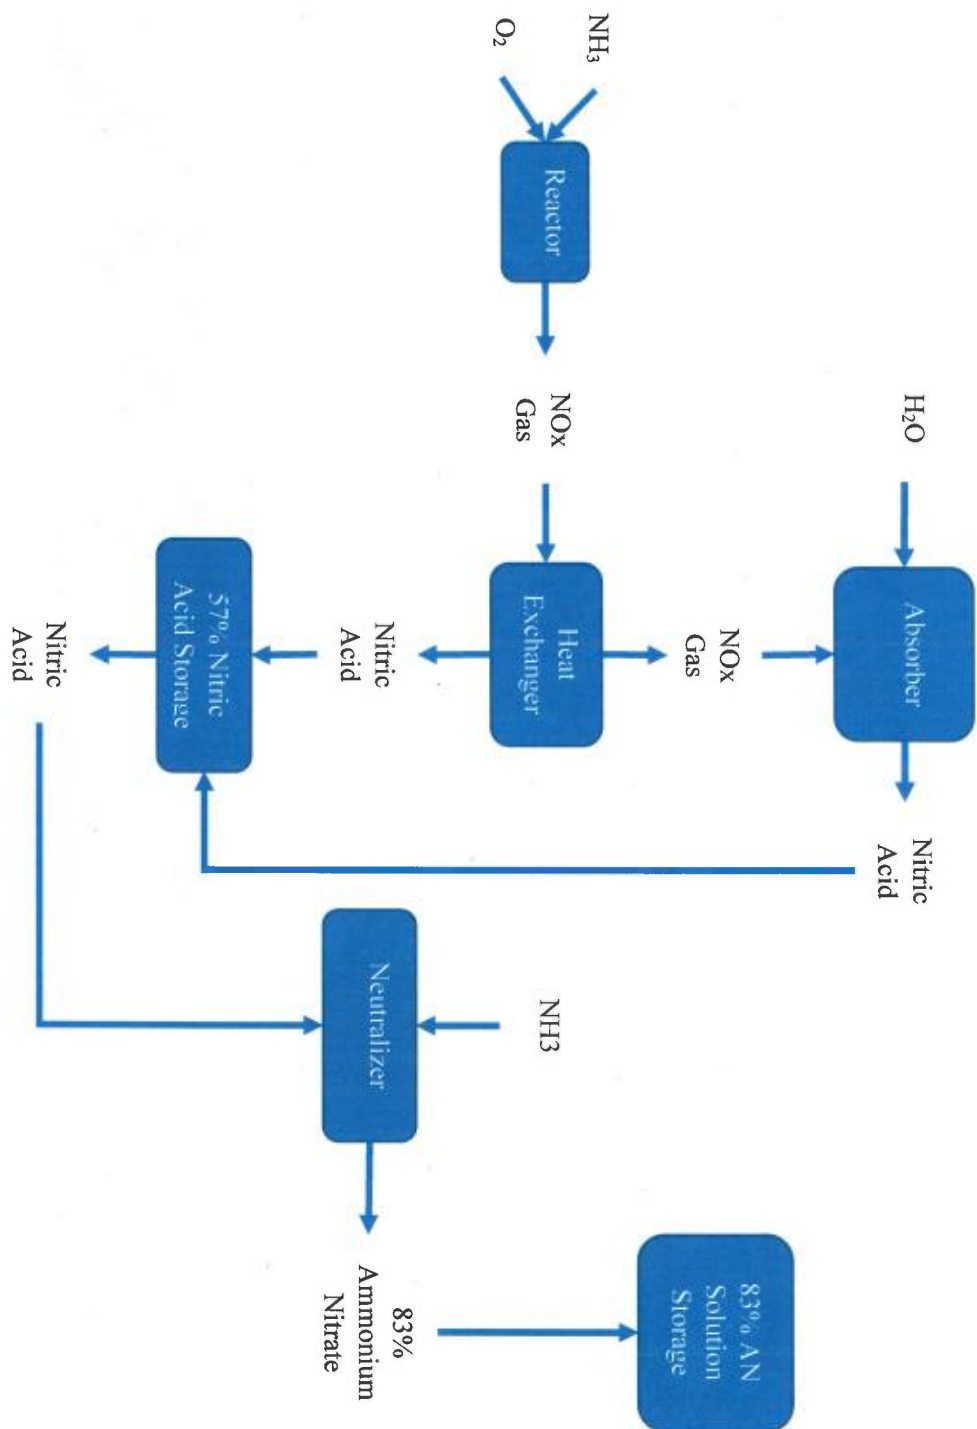 NH₃
O₂
Reactor
NOx
Gas
H₂O
Absorber
NOx
Gas
Heat
Exchanger
Nitric
Acid
57% Nitric
Acid Storage
Nitric
Acid
Nitric
Acid
NH3
Neutralizer
83%
Ammonium
Nitrate
83% AN
Solution
Storage